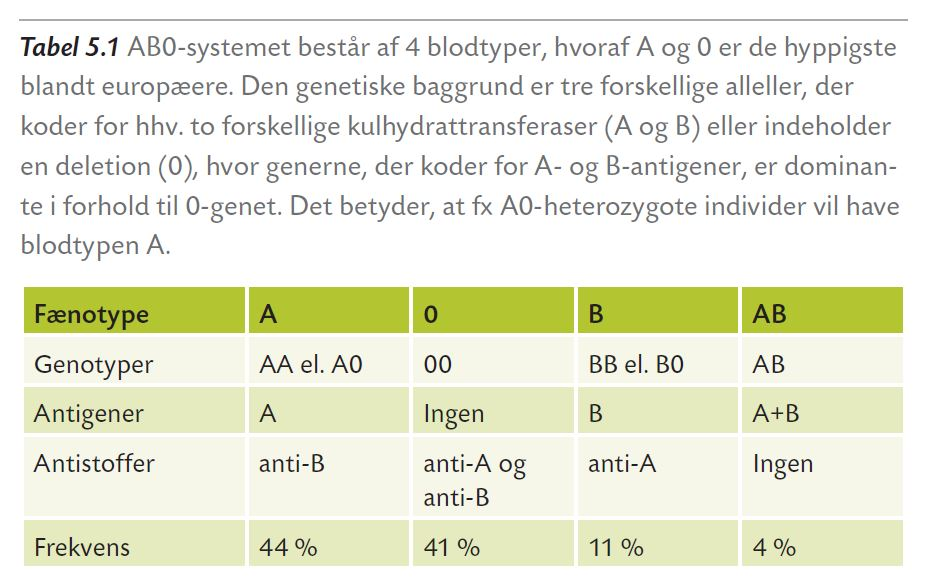 Tabel 5.1 AB0-systemet består af 4 blodtyper, hvoraf A og 0 er de hyppigste
blandt europæere. Den genetiske baggrund er tre forskellige alleller, der
koder for hhv. to forskellige kulhydrattransferaser (A og B) eller indeholder
en deletion (0), hvor generne, der koder for A- og B-antigener, er dominan-
te i forhold til 0-genet. Det betyder, at fx A0-heterozygote individer vil have
blodtypen A.
Fænotype A 0 B AB
Genotyper AA el. A0 00 BB el. B0 AB
Antigener A Ingen B A+B
Antistoffer anti-B anti-A og anti-A Ingen
anti-B
Frekvens 44 % 41 % 11 % 4 %